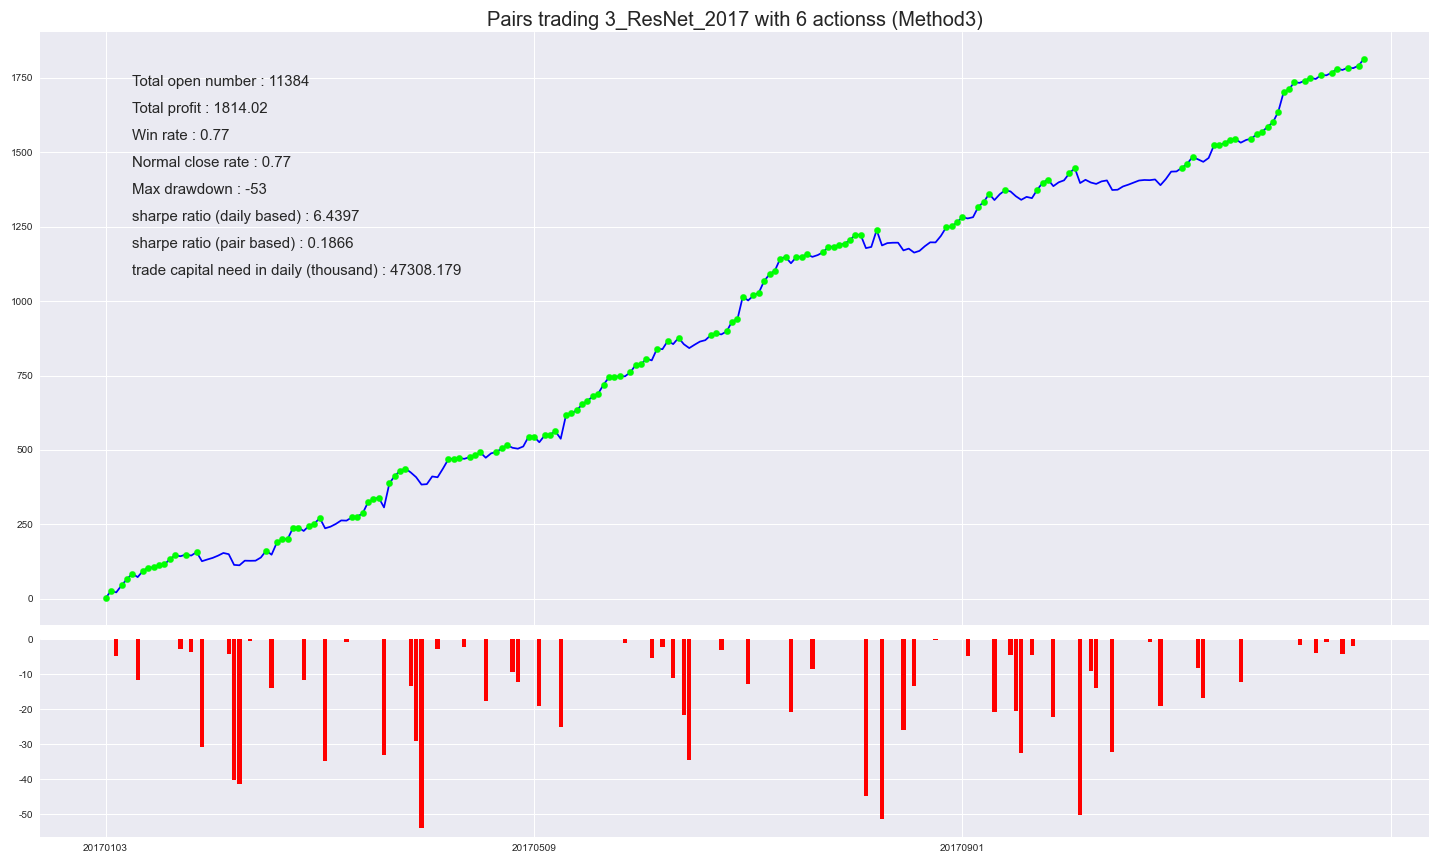 Pairs trading 3_ResNet_2017 with 6 actionss (Method3)
1750
Total open number : 11384
Total profit : 1814.02
Win rate : 0.77
1500
Normal close rate : 0.77
Max drawdown : -53
sharpe ratio (daily based) : 6.4397
1250
sharpe ratio (pair based) : 0.1866
trade capital need in daily (thousand) : 47308.179
1000
750
500
250
0
0
-10
-20
-30
-40
-50
20170103
20170509
20170901